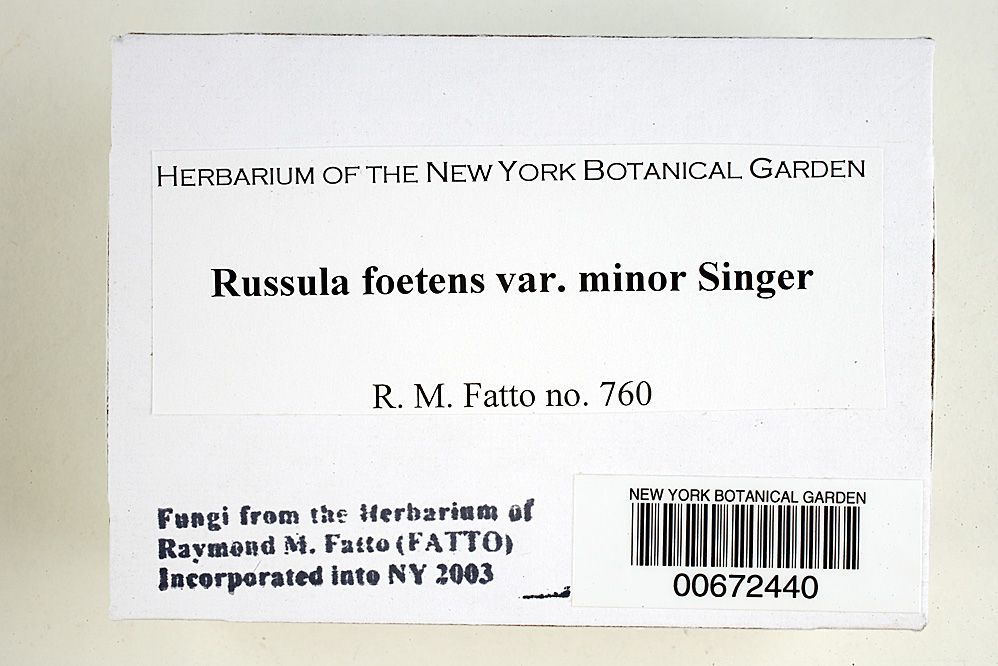 HERBARIUM OF THE NEW YORK BOTANICAL GARDEN
Russula foetens var. minor Singer
R. M. Fatto no. 760
Fungi from the Herbarium of
Raymond M. Fatto (FATTO)
Incorporated into NY 2003
NEW YORK BOTANICAL GARDEN
00672440